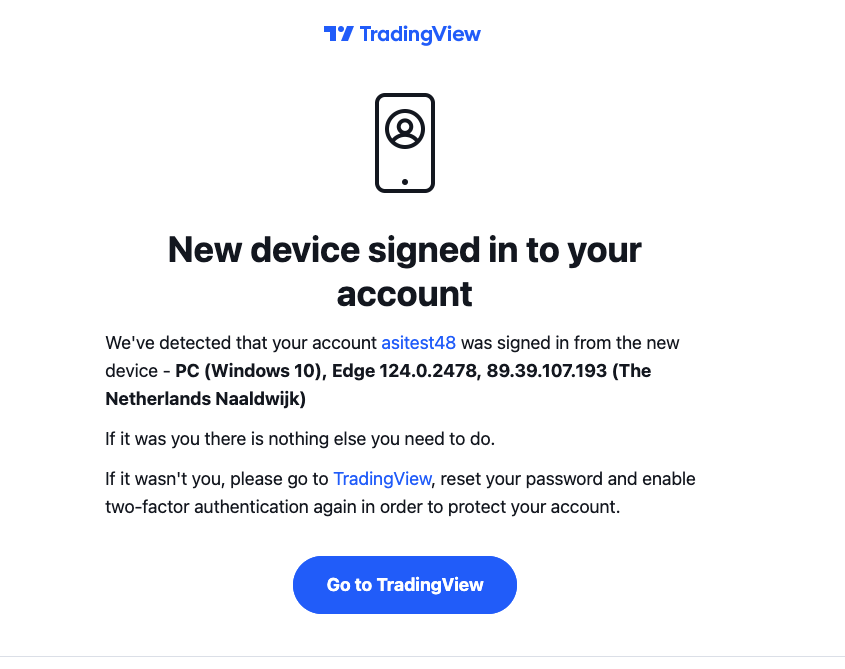 TradingView
New device signed in to your
account
We've detected that your account asitest48 was signed in from the new
device - PC (Windows 10), Edge 124.0.2478, 89.39.107.193 (The
Netherlands Naaldwijk)
If it was you there is nothing else you need to do.
If it wasn't you, please go to TradingView, reset your password and enable
two-factor authentication again in order to protect your account.
Go to TradingView